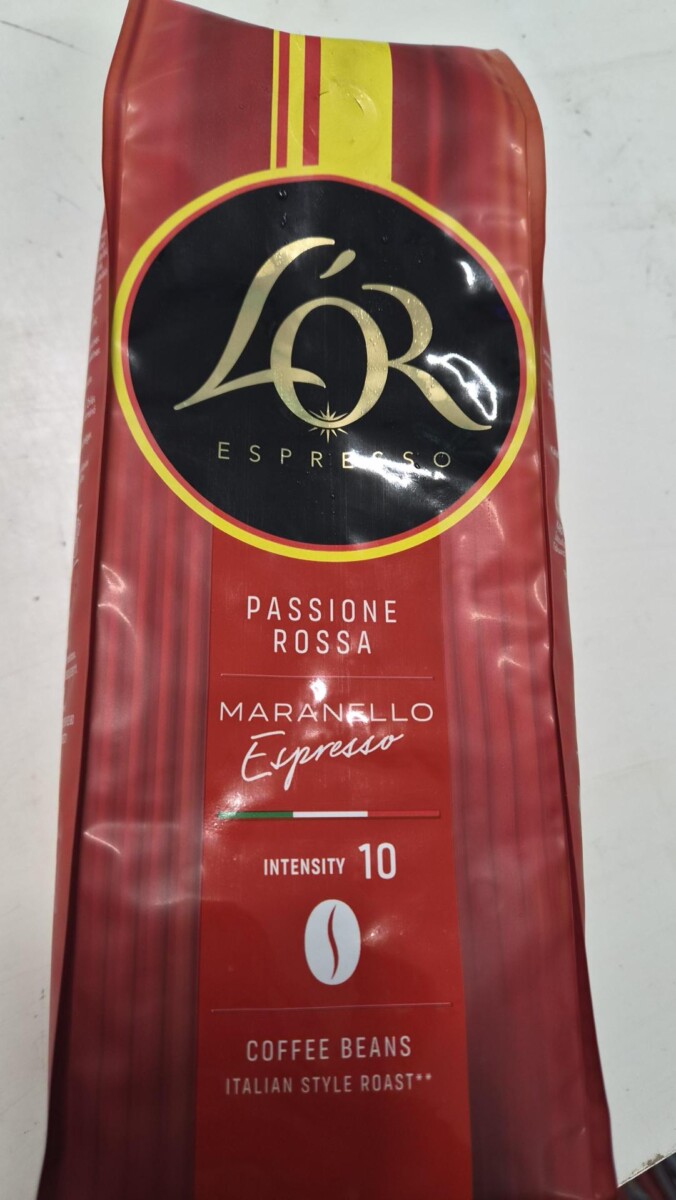 L'OR
ESPRESSO
PASSIONE
ROSSA
MARANELLO
Espresso
INTENSITY 10
COFFEE BEANS
ITALIAN STYLE ROAST**